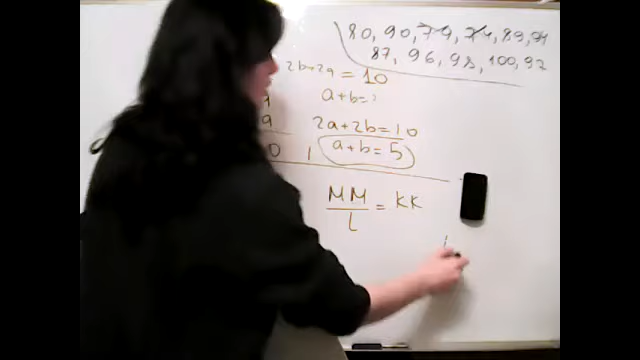 80, 90, 79, 74, 89, 94
87, 96, 98, 100, 97
2b+2a = 10
a+b=?
2a+2b=10
a+b=5
MM/L = KK